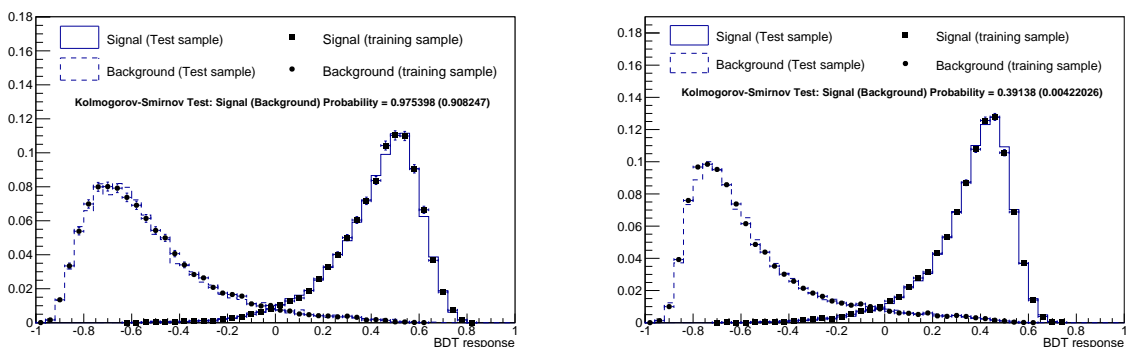 0.18
0.16
0.14
0.12
0.1
0.08
0.06
0.04
0.02
0
-1 -0.8 -0.6 -0.4 -0.2 0 0.2 0.4 0.6 0.8 1
BDT response
Signal (Test sample)
Signal (training sample)
Background (Test sample)
Background (training sample)
Kolmogorov-Smirnov Test: Signal (Background) Probability = 0.975398 (0.908247)
0.18
0.16
0.14
0.12
0.1
0.08
0.06
0.04
0.02
0
-1 -0.8 -0.6 -0.4 -0.2 0 0.2 0.4 0.6 0.8 1
BDT response
Signal (Test sample)
Signal (training sample)
Background (Test sample)
Background (training sample)
Kolmogorov-Smirnov Test: Signal (Background) Probability = 0.39138 (0.00422026)